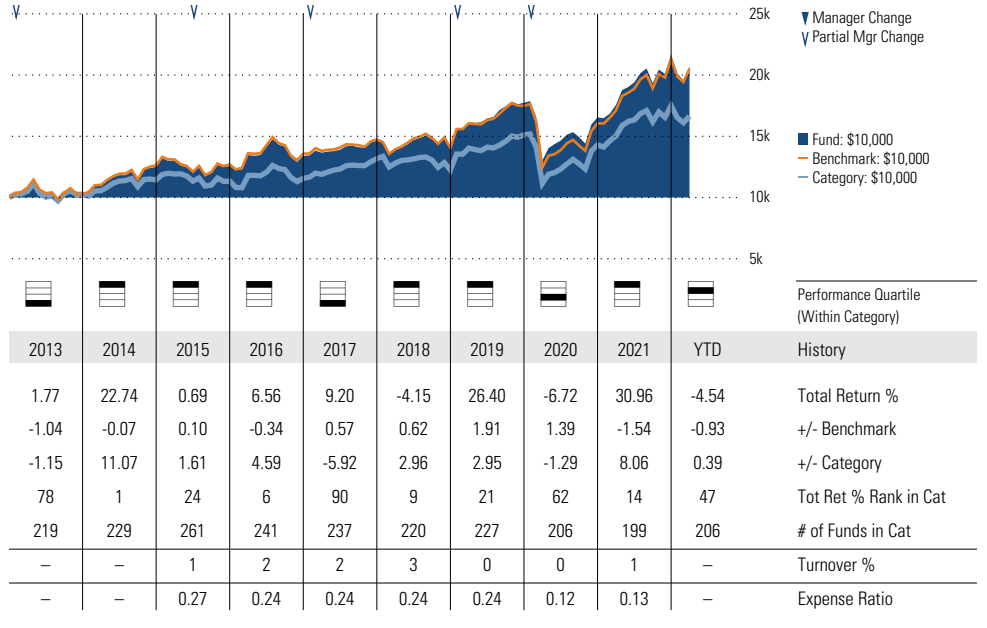 25k
Manager Change
Partial Mgr Change
20k
15k
Fund: $10,000
Benchmark: $10,000
Category: $10,000
10k
5k
Performance Quartile
(Within Category)
2013 2014 2015 2016 2017 2018 2019 2020 2021 YTD History
1.77 22.74 0.69 6.56 9.20 -4.15 26.40 -6.72 30.96 -4.54 Total Return %
-1.04 -0.07 0.10 -0.34 0.57 0.62 1.91 1.39 -1.54 -0.93 +/- Benchmark
-1.15 11.07 1.61 4.59 -5.92 2.96 2.95 -1.29 8.06 0.39 +/- Category
78 1 24 6 90 9 21 62 14 47 Tot Ret % Rank in Cat
219 229 261 241 237 220 227 206 199 206 # of Funds in Cat
– – 1 2 2 3 0 0 1 – Turnover %
– – 0.27 0.24 0.24 0.24 0.24 0.12 0.13 – Expense Ratio